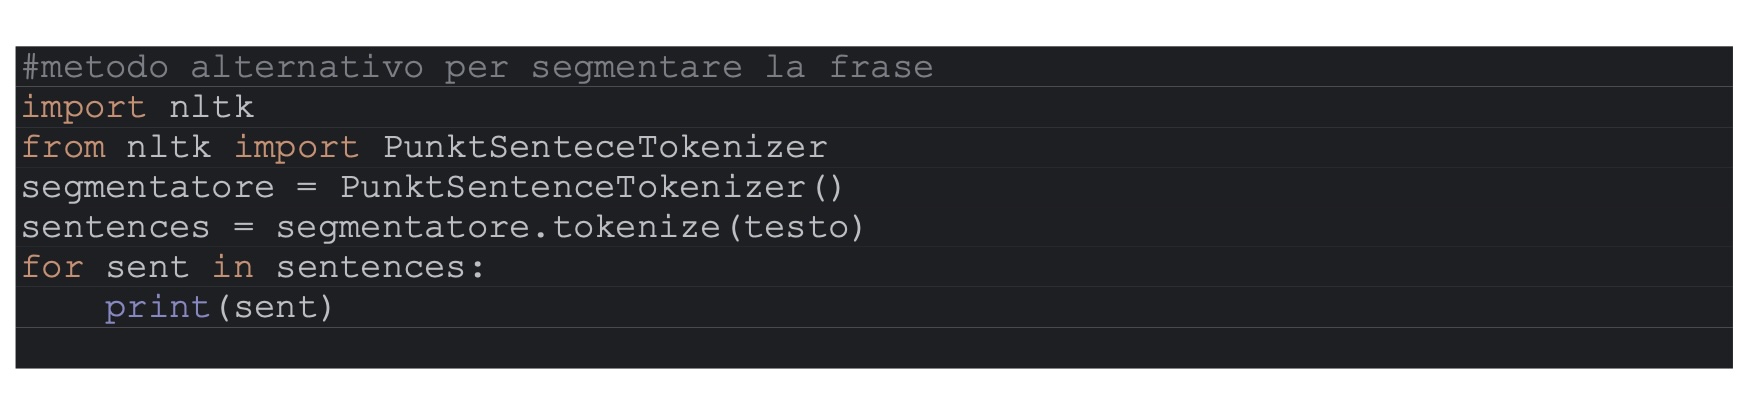 #metodo alternativo per segmentare la frase
import nltk
from nltk import PunktSenteceTokenizer
segmentatore = PunktSentenceTokenizer()
sentences = segmentatore.tokenize(testo)
for sent in sentences:
    print(sent)